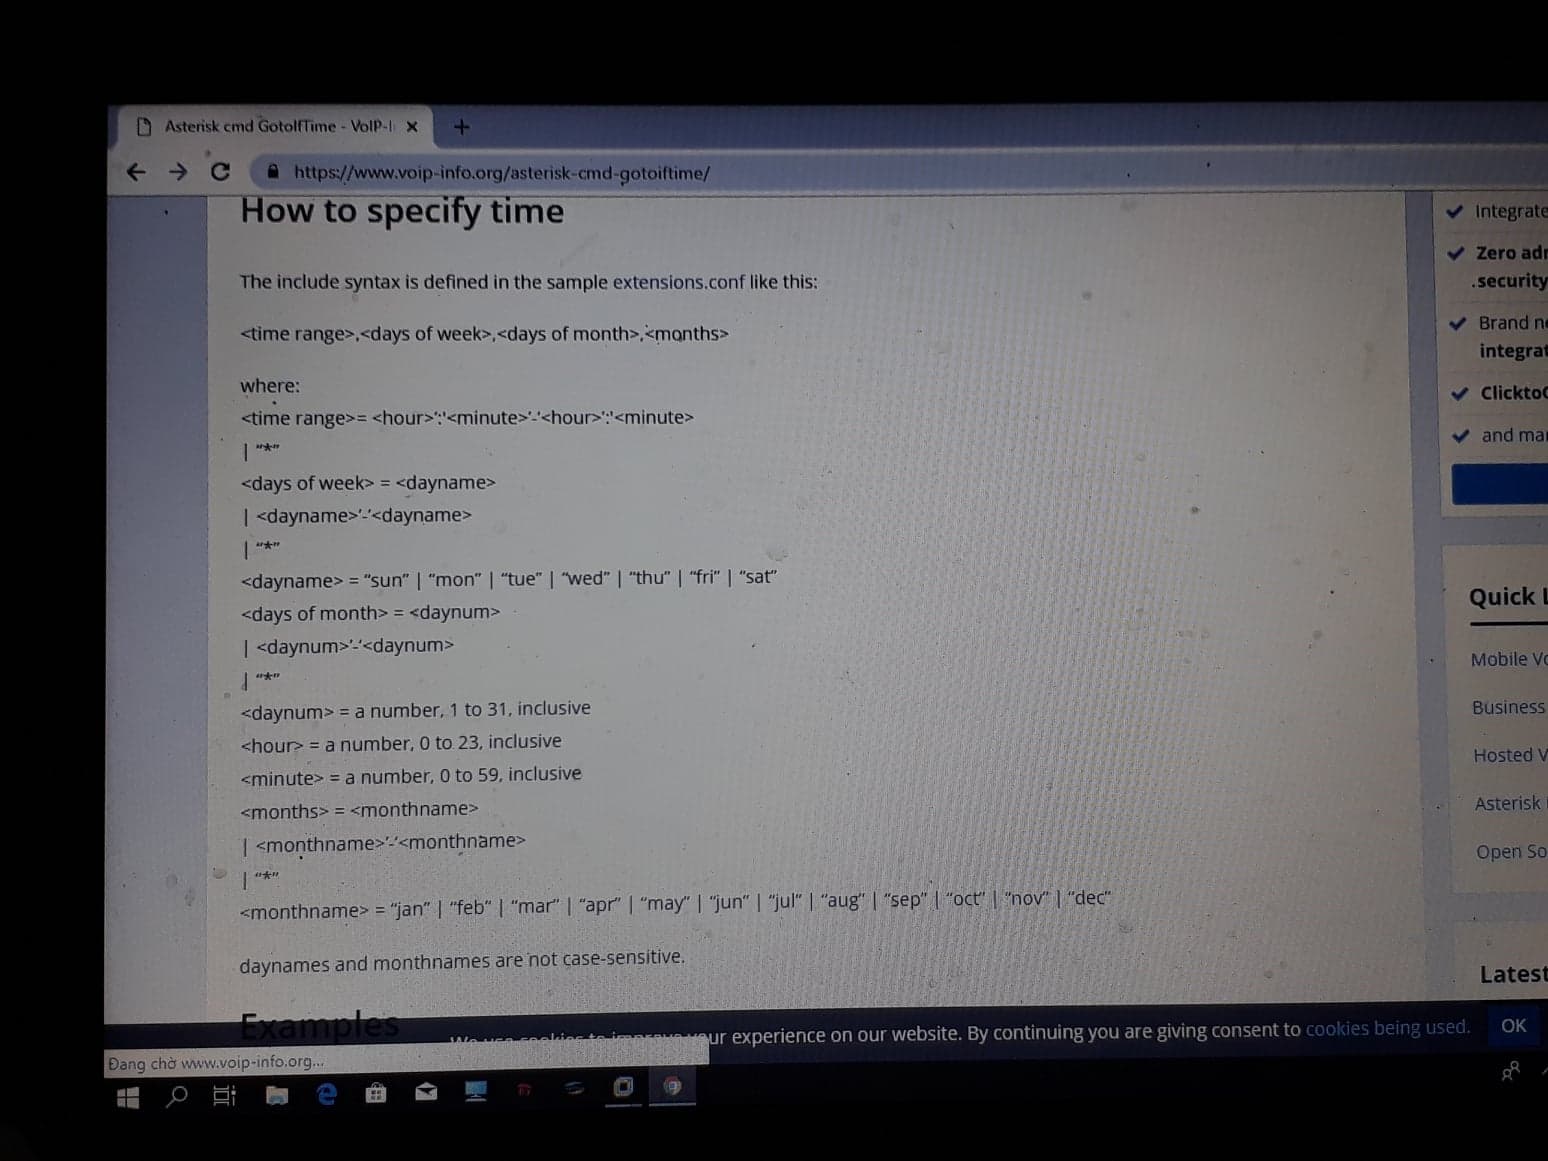 Asterisk cmd GotoIfTime - VoIP-I
https://www.voip-info.org/asterisk-cmd-gotoiftime/
How to specify time
The include syntax is defined in the sample extensions.conf like this:
<time range>,<days of week>,<days of month>,<months>
where:
<time range>= <hour>':'<minute>'-'<hour>':'<minute>
| "*"
<days of week> = <dayname>
| <dayname>'-'<dayname>
| "*"
<dayname> = "sun" | "mon" | "tue" | "wed" | "thu" | "fri" | "sat"
<days of month> = <daynum>
| <daynum>'-'<daynum>
| "*"
<daynum> = a number, 1 to 31, inclusive
<hour> = a number, 0 to 23, inclusive
<minute> = a number, 0 to 59, inclusive
<months> = <monthname>
| <monthname>'-'<monthname>
| "*"
<monthname> = "jan" | "feb" | "mar" | "apr" | "may" | "jun" | "jul" | "aug" | "sep" | "oct" | "nov" | "dec"
daynames and monthnames are not case-sensitive.
Examples
We use cookies to improve your experience on our website. By continuing you are giving consent to cookies being used.
OK
Đang chờ www.voip-info.org...
Integrate
Zero adr
.security
Brand ne
integrat
ClicktoC
and mar
Quick L
Mobile Vo
Business
Hosted V
Asterisk
Open So
Latest